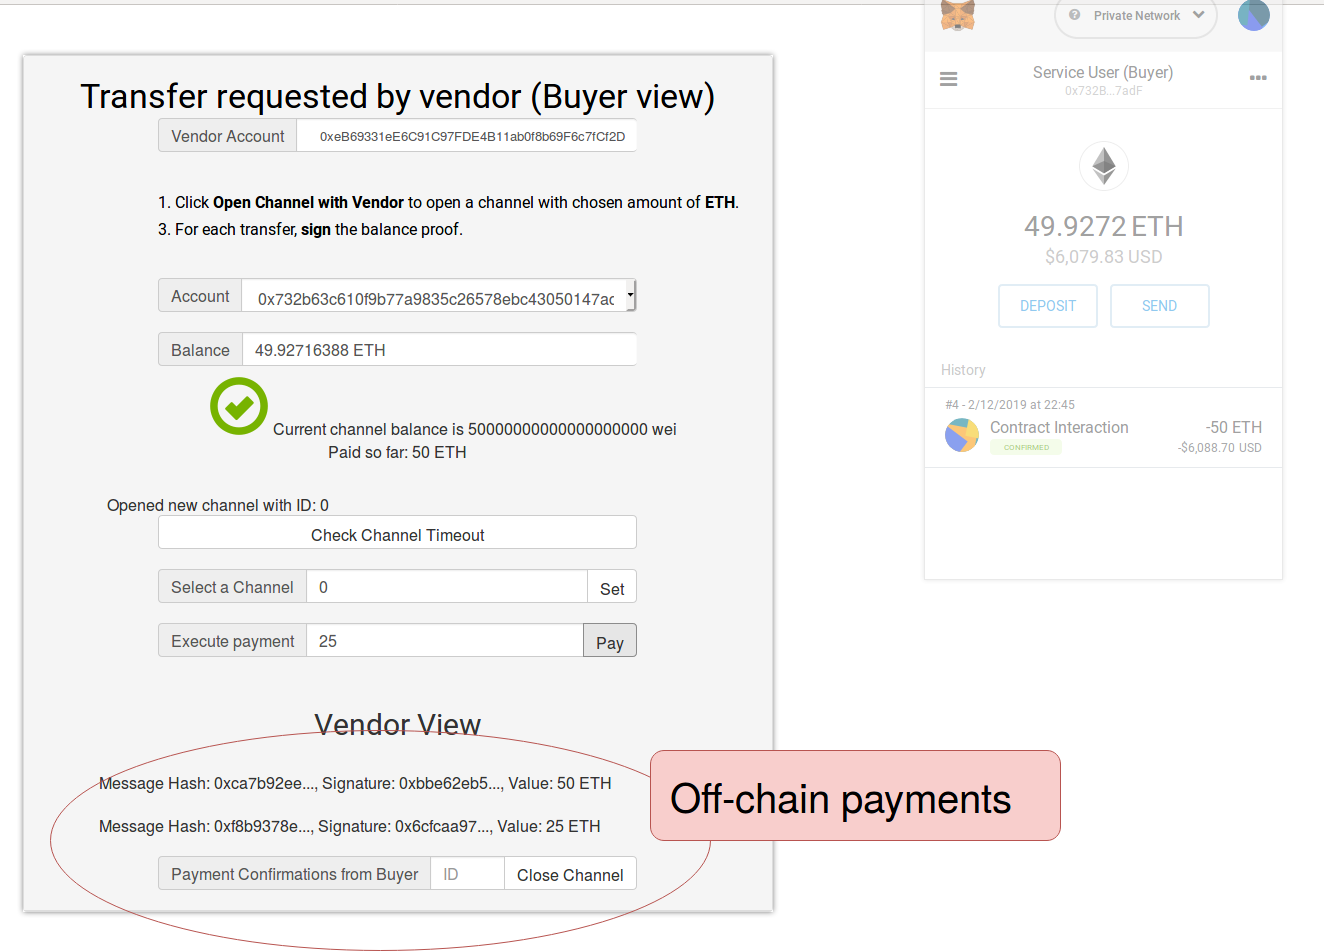 Transfer requested by vendor (Buyer view)
Vendor Account 0xeB69331eE6C91C97FDE4B11ab0f8b69F6c7fCf2D
1. Click Open Channel with Vendor to open a channel with chosen amount of ETH.
3. For each transfer, sign the balance proof.
Account 0x732b63c610f9b77a9835c26578ebc43050147ac
Balance 49.92716388 ETH
Current channel balance is 50000000000000000000 wei
Paid so far: 50 ETH
Opened new channel with ID: 0
Check Channel Timeout
Select a Channel 0 Set
Execute payment 25 Pay
Vendor View
Message Hash: 0xca7b92ee..., Signature: 0xbbe62eb5..., Value: 50 ETH
Message Hash: 0xf8b9378e..., Signature: 0x6cfcaa97..., Value: 25 ETH
Payment Confirmations from Buyer ID Close Channel
Off-chain payments
Private Network
Service User (Buyer)
0x732B...7adF
49.9272 ETH
$6,079.83 USD
DEPOSIT SEND
History
#4 - 2/12/2019 at 22:45
Contract Interaction -50 ETH
CONFIRMED -$6,088.70 USD